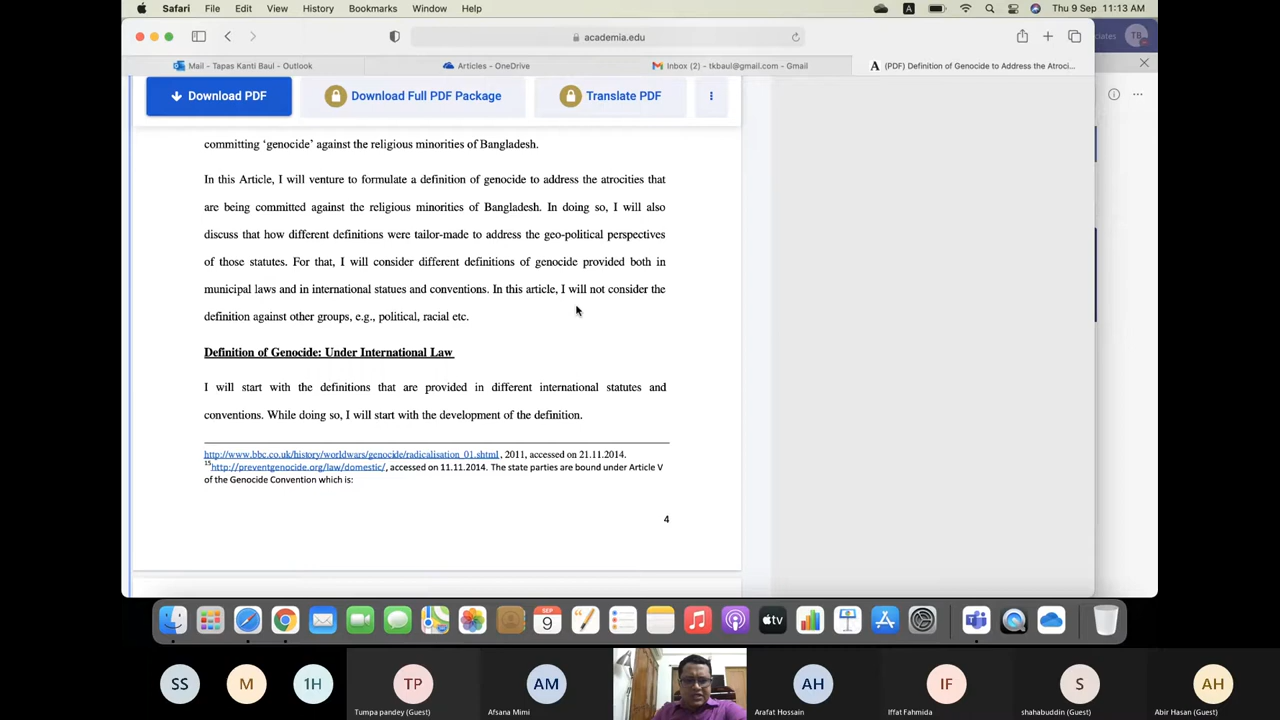 Safari File Edit View History Bookmarks Window Help A Thu 9 Sep 11:13 AM
academia.edu
ciates TB
Mail - Tapas Kanti Baul - Outlook
Articles - OneDrive
Inbox (2) - tkbaul@gmail.com - Gmail
A (PDF) Definition of Genocide to Address the Atroci...
Download PDF
Download Full PDF Package
Translate PDF
committing ‘genocide’ against the religious minorities of Bangladesh.
In this Article, I will venture to formulate a definition of genocide to address the atrocities that
are being committed against the religious minorities of Bangladesh. In doing so, I will also
discuss that how different definitions were tailor-made to address the geo-political perspectives
of those statutes. For that, I will consider different definitions of genocide provided both in
municipal laws and in international statues and conventions. In this article, I will not consider the
definition against other groups, e.g., political, racial etc.
Definition of Genocide: Under International Law
I will start with the definitions that are provided in different international statutes and
conventions. While doing so, I will start with the development of the definition.
http://www.bbc.co.uk/history/worldwars/genocide/radicalisation_01.shtml, 2011, accessed on 21.11.2014.
15http://preventgenocide.org/law/domestic/, accessed on 11.11.2014. The state parties are bound under Article V
of the Genocide Convention which is:
4
SEP
9
tv
SS
M
1H
TP
AM
AH
IF
S
AH
Tumpa pandey (Guest)
Afsana Mimi
Arafat Hossain
Iffat Fahmida
shahabuddin (Guest)
Abir Hasan (Guest)